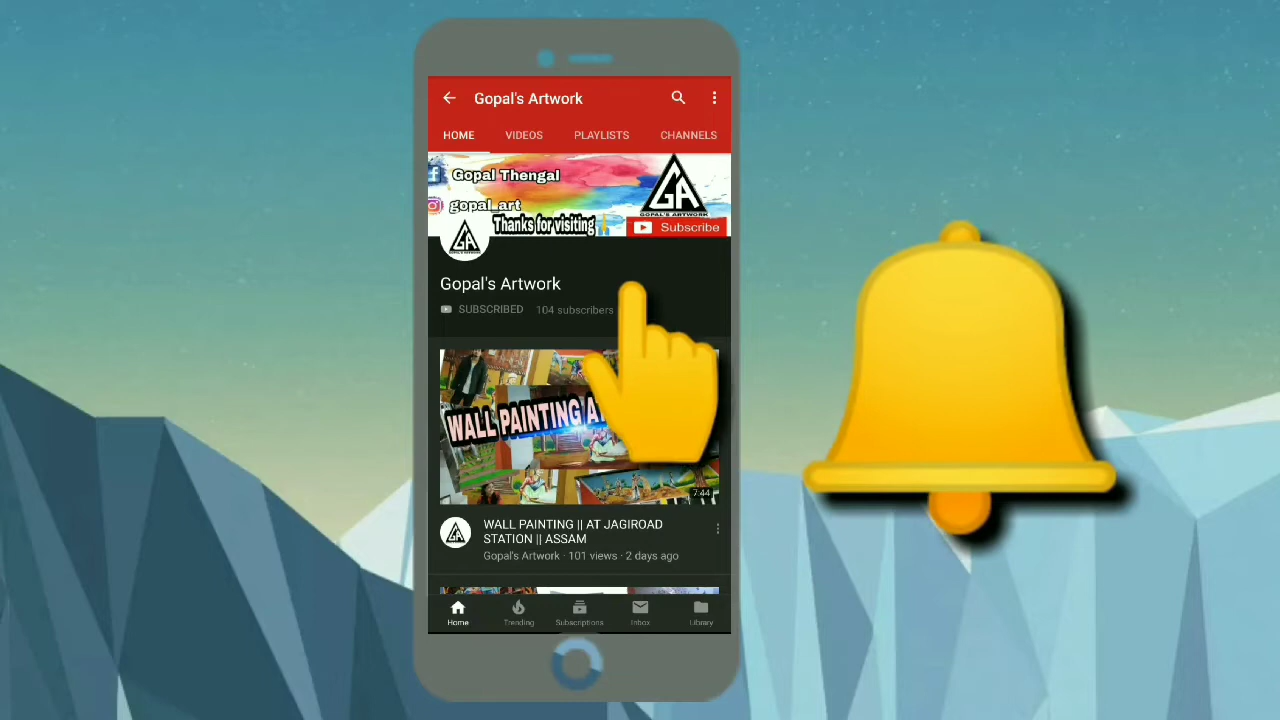 Gopal's Artwork
HOME VIDEOS PLAYLISTS CHANNELS
Gopal Thengal
gopal_art
Thanks for visiting
GA
GOPAL'S ARTWORK
Subscribe
Gopal's Artwork
SUBSCRIBED 104 subscribers
WALL PAINTING AT
7:44
WALL PAINTING || AT JAGIROAD
STATION || ASSAM
Gopal's Artwork · 101 views · 2 days ago
Home Trending Subscriptions Inbox Library